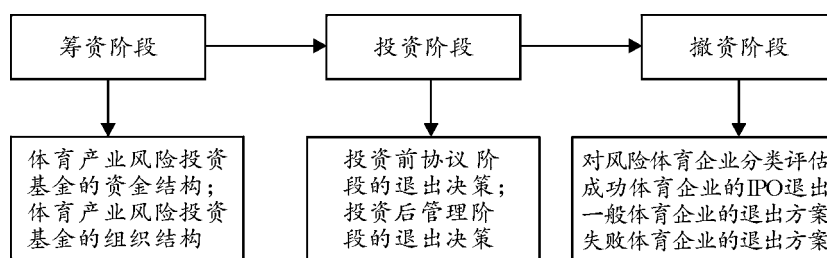 筹资阶段
投资阶段
撤资阶段
体育产业风险投资
基金的资金结构;
体育产业风险投资
基金的组织结构
投资前协议阶
段的退出决策;
投资后管理阶
段的退出决策
对风险体育企业分类评估
成功体育企业的IPO退出
一般体育企业的退出方案
失败体育企业的退出方案